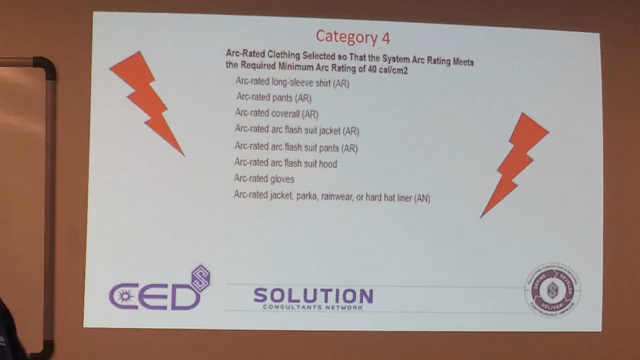 Category 4
Arc-Rated Clothing Selected so That the System Arc Rating Meets
the Required Minimum Arc Rating of 40 cal/cm2
Arc-rated long-sleeve shirt (AR)
Arc-rated pants (AR)
Arc-rated coverall (AR)
Arc-rated arc flash suit jacket (AR)
Arc-rated arc flash suit pants (AR)
Arc-rated arc flash suit hood
Arc-rated gloves
Arc-rated jacket, parka, rainwear, or hard hat liner (AN)
CED
SOLUTION
CONSULTANTS NETWORK
DELIVER